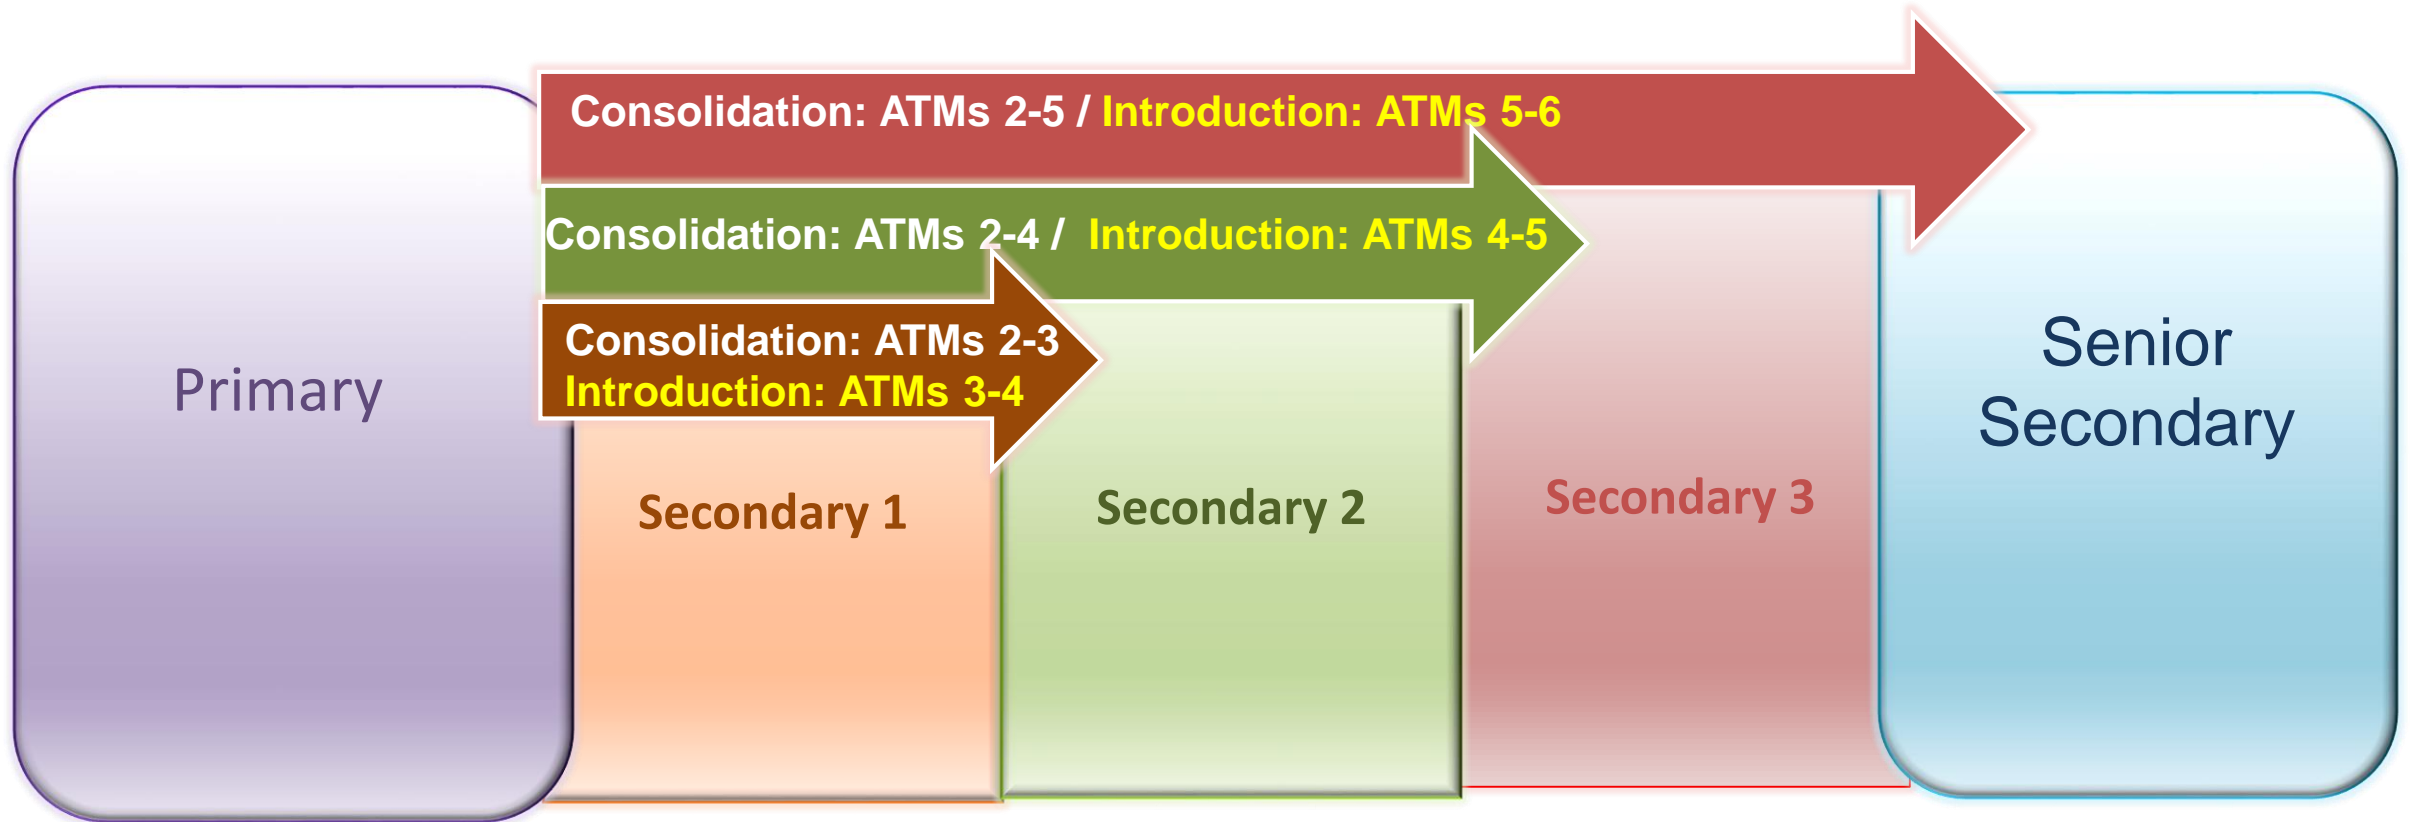 Consolidation: ATMs 2-5 / Introduction: ATMs 5-6
Consolidation: ATMs 2-4 / Introduction: ATMs 4-5
Consolidation: ATMs 2-3
Introduction: ATMs 3-4
Primary
Secondary 1
Secondary 2
Secondary 3
Senior
Secondary